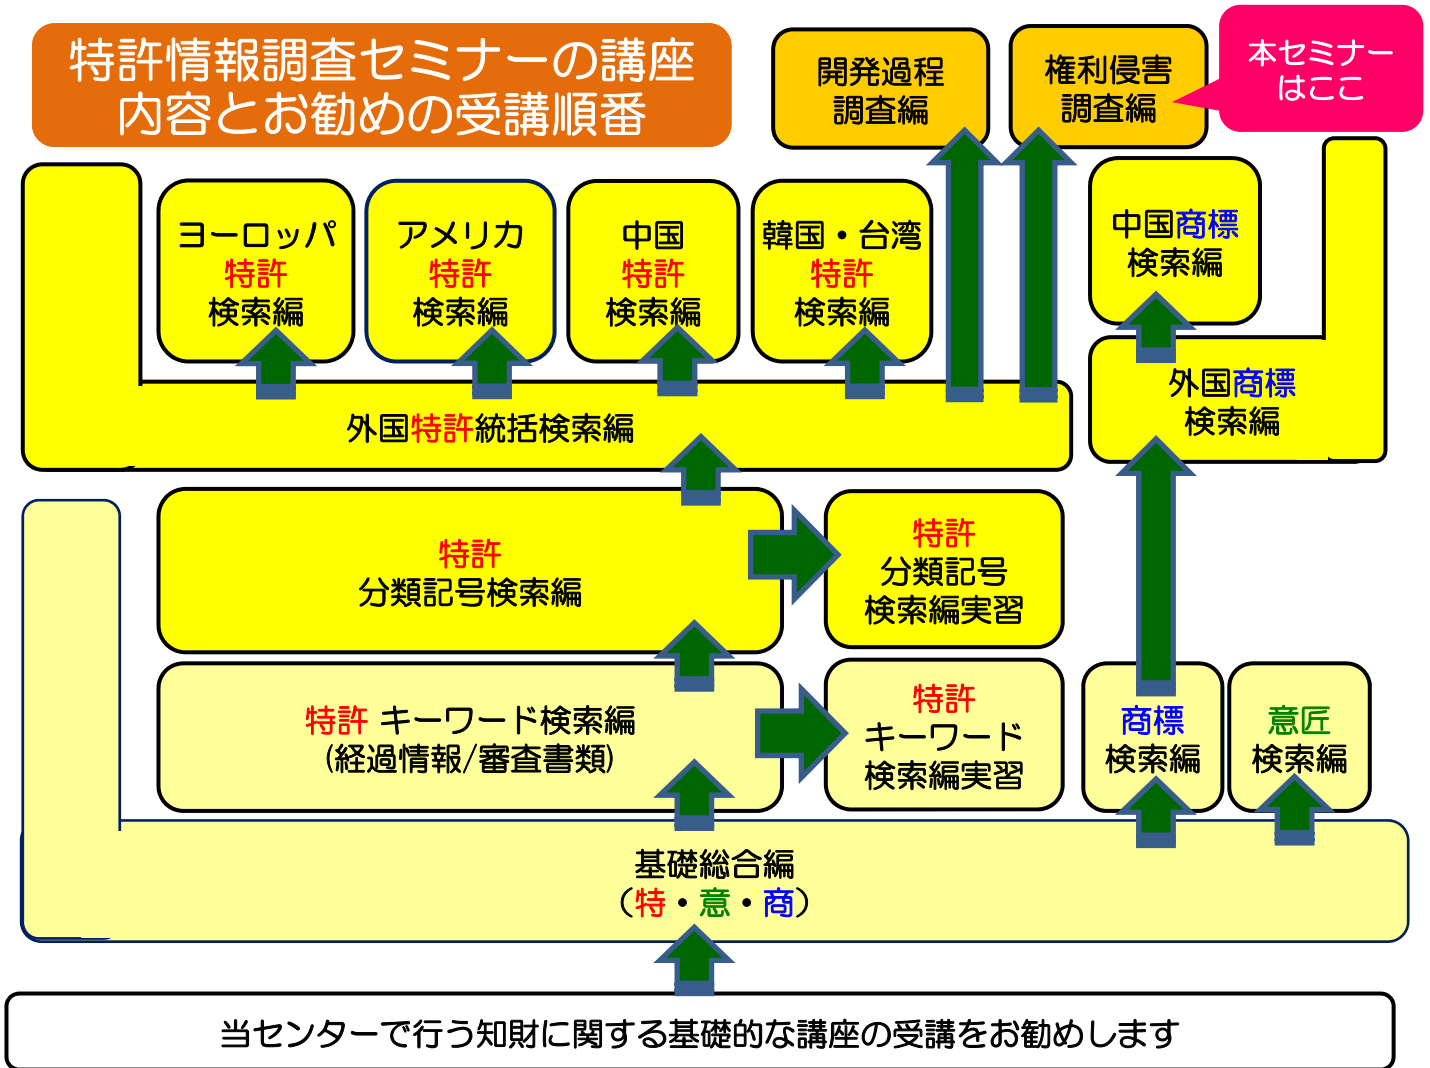 特許情報調査セミナーの講座
内容とお勧めの受講順番
開発過程
調査編
権利侵害
調査編
本セミナー
はここ
ヨーロッパ
特許
検索編
アメリカ
特許
検索編
中国
特許
検索編
韓国・台湾
特許
検索編
中国商標
検索編
外国商標
検索編
外国特許統括検索編
特許
分類記号検索編
特許
分類記号
検索編実習
特許 キーワード検索編
(経過情報/審査書類)
特許
キーワード
検索編実習
商標
検索編
意匠
検索編
基礎総合編
（特・意・商）
当センターで行う知財に関する基礎的な講座の受講をお勧めします